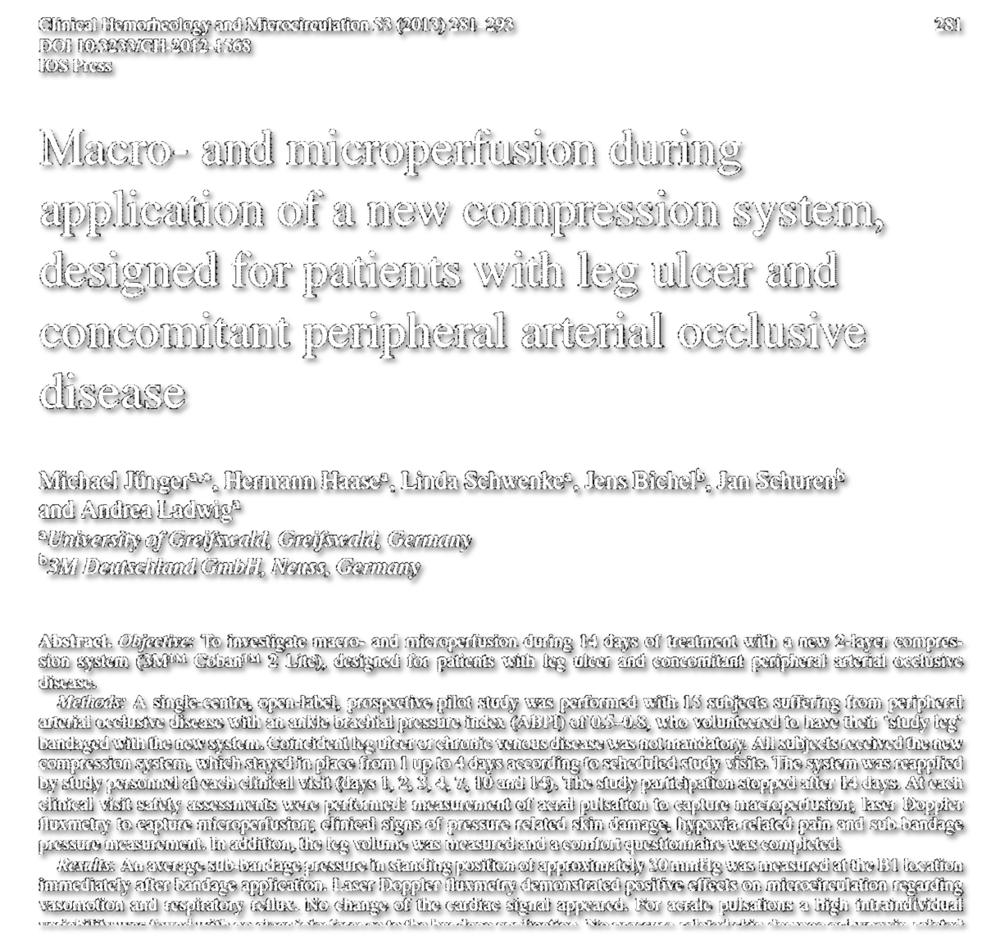 Clinical Hemorheology and Microcirculation 53 (2013) 281–293 281
DOI 10.3233/CH-2012-1568
IOS Press
Macro- and microperfusion during
application of a new compression system,
designed for patients with leg ulcer and
concomitant peripheral arterial occlusive
disease
Michael Jüngerᵃ,*, Hermann Haaseᵃ, Linda Schwenkeᵃ, Jens Bichelᵇ, Jan Schurenᵇ
and Andrea Ladwigᵃ
ᵃUniversity of Greifswald, Greifswald, Germany
ᵇ3M Deutschland GmbH, Neuss, Germany
Abstract. Objective: To investigate macro- and microperfusion during 14 days of treatment with a new 2-layer compres-
sion system (3M™ Coban™ 2 Lite), designed for patients with leg ulcer and concomitant peripheral arterial occlusive
disease.
Methods: A single-centre, open-label, prospective pilot study was performed with 15 subjects suffering from peripheral
arterial occlusive disease with an ankle brachial pressure index (ABPI) of 0.5–0.8, who volunteered to have their 'study leg'
bandaged with the new system. Coincident leg ulcer or chronic venous disease was not mandatory. All subjects received the new
compression system, which stayed in place from 1 up to 4 days according to scheduled study visits. The system was reapplied
by study personnel at each clinical visit (days 1, 2, 3, 4, 7, 10 and 14). The study participation stopped after 14 days. At each
clinical visit safety assessments were performed: measurement of acral pulsation to capture macroperfusion; laser Doppler
fluxmetry to capture microperfusion; clinical signs of pressure-related skin damage, hypoxia-related pain and sub-bandage
pressure measurement. In addition, the leg volume was measured and a comfort questionnaire was completed.
Results: An average sub-bandage pressure in standing position of approximately 30 mmHg was measured at the B1 location
immediately after bandage application. Laser Doppler fluxmetry demonstrated positive effects on microcirculation regarding
vasomotion and respiratory reflux. No change of the cardiac signal appeared. For acrale pulsations a high intraindividual